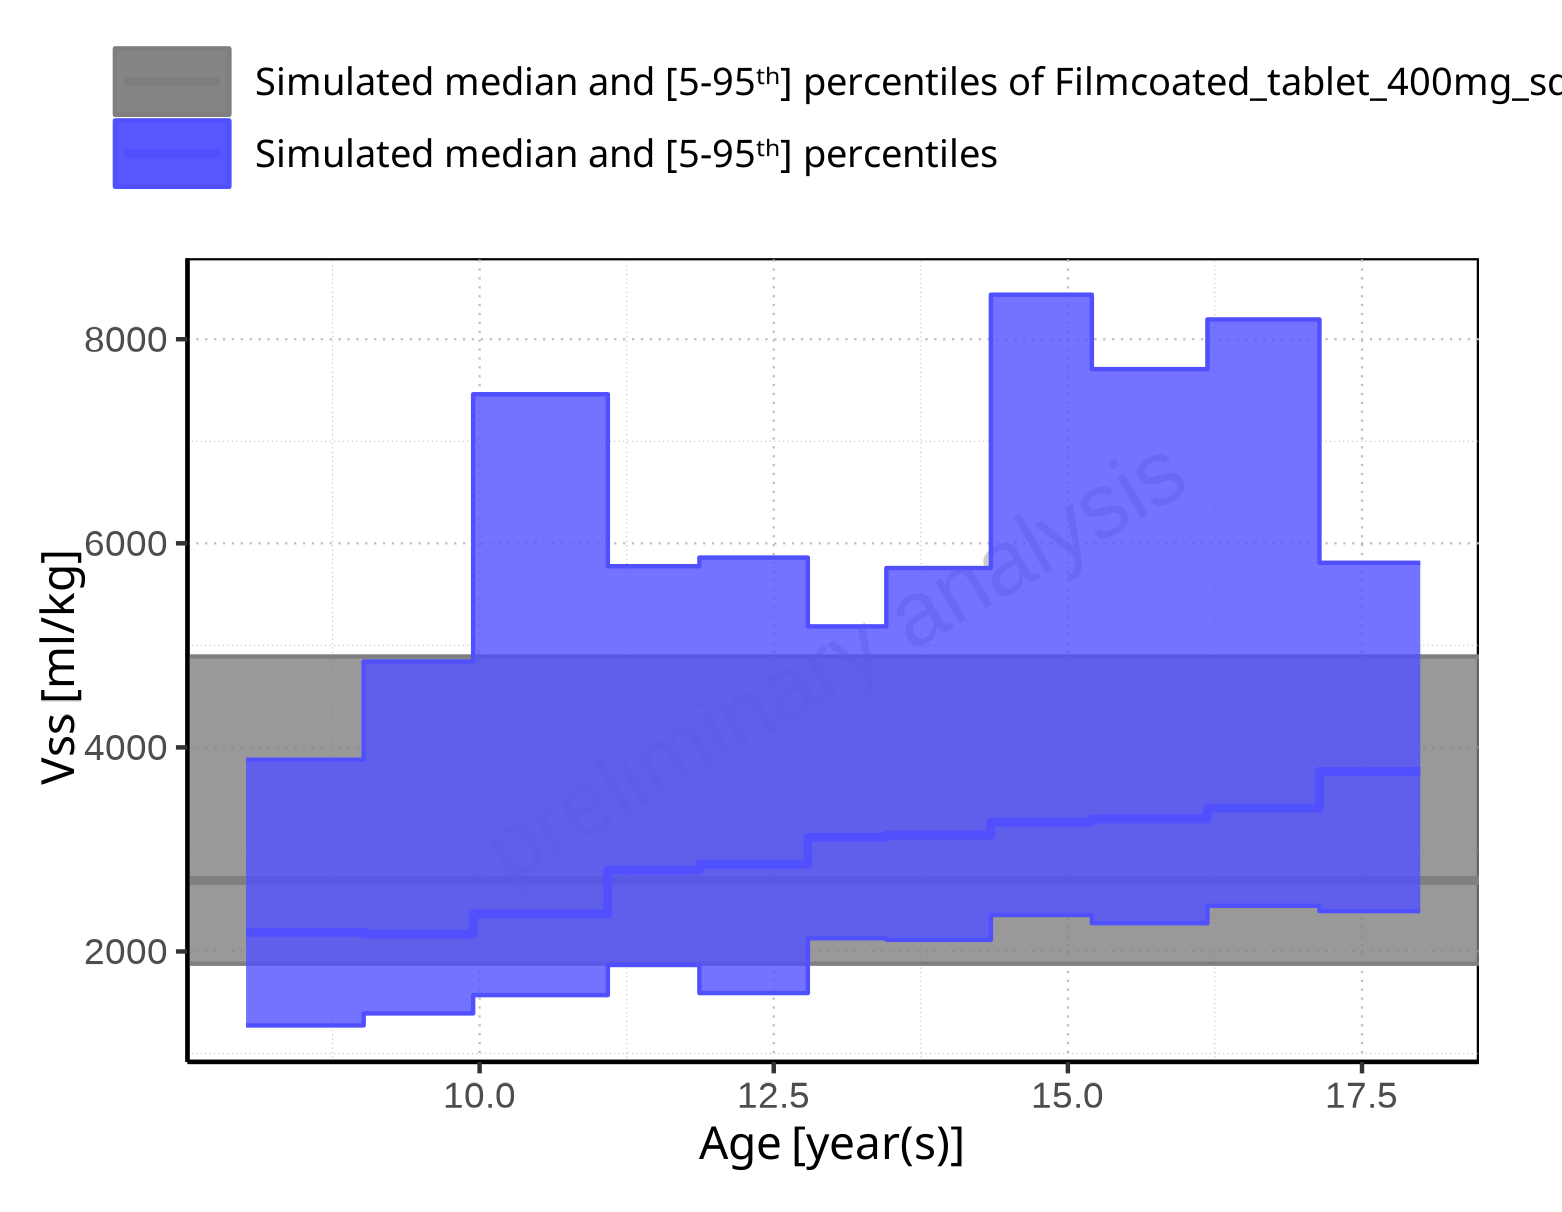 Simulated median and [5-95ᵗʰ] percentiles of Filmcoated_tablet_400mg_sc
Simulated median and [5-95ᵗʰ] percentiles
8000
6000
4000
2000
Vss [ml/kg]
preliminary analysis
10.0 12.5 15.0 17.5
Age [year(s)]